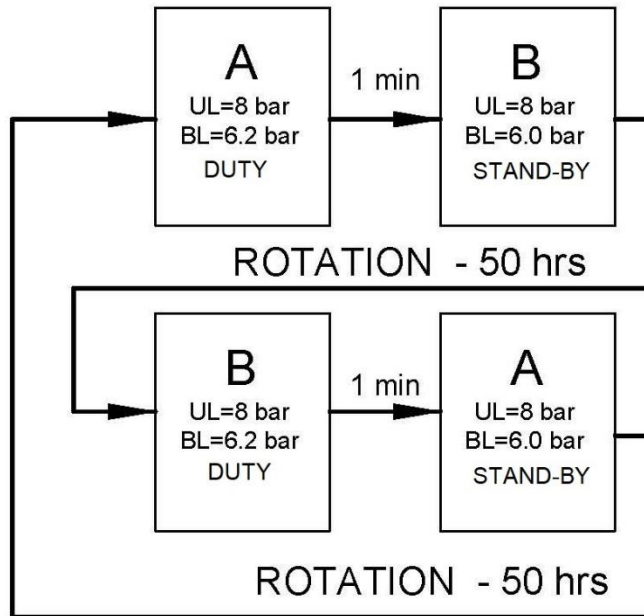 A
UL=8 bar
BL=6.2 bar
DUTY
1 min
B
UL=8 bar
BL=6.0 bar
STAND-BY
ROTATION - 50 hrs
B
UL=8 bar
BL=6.2 bar
DUTY
1 min
A
UL=8 bar
BL=6.0 bar
STAND-BY
ROTATION - 50 hrs